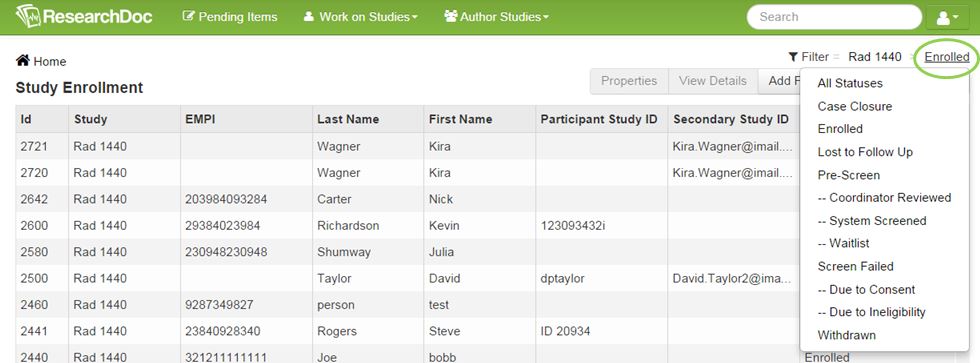 ResearchDoc Pending Items Work on Studies Author Studies Search
Home Filter Rad 1440 Enrolled
Study Enrollment
Properties View Details Add
All Statuses
Case Closure
Enrolled
Lost to Follow Up
Pre-Screen
-- Coordinator Reviewed
-- System Screened
-- Waitlist
Screen Failed
-- Due to Consent
-- Due to Ineligibility
Withdrawn
Id Study EMPI Last Name First Name Participant Study ID Secondary Study ID
2721 Rad 1440 Wagner Kira Kira.Wagner@imail....
2720 Rad 1440 Wagner Kira Kira.Wagner@imail....
2642 Rad 1440 203984093284 Carter Nick
2600 Rad 1440 29384023984 Richardson Kevin 123093432i
2580 Rad 1440 230948230948 Shumway Julia
2500 Rad 1440 Taylor David dptaylor David.Taylor2@ima...
2460 Rad 1440 9287349827 person test
2441 Rad 1440 23840928340 Rogers Steve ID 20934
2440 Rad 1440 321211111111 Joe bobb Enrolled